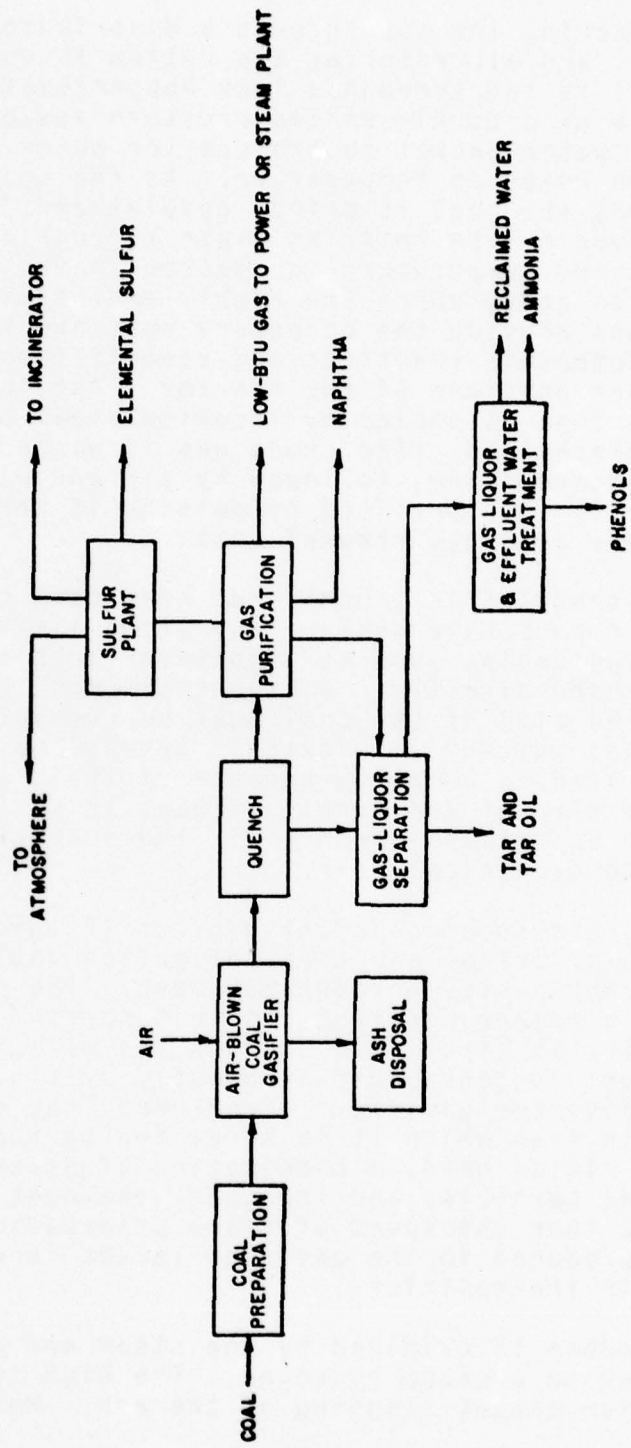 COAL
COAL
PREPARATION
AIR
AIR-BLOWN
COAL
GASIFIER
ASH
DISPOSAL
QUENCH
GAS-LIQUOR
SEPARATION
TAR AND
TAR OIL
TO
ATMOSPHERE
SULFUR
PLANT
GAS
PURIFICATION
TO INCINERATOR
ELEMENTAL SULFUR
LOW-BTU GAS TO POWER OR STEAM PLANT
NAPHTHA
GAS LIQUOR
& EFFLUENT WATER
TREATMENT
RECLAIMED WATER
AMMONIA
PHENOLS